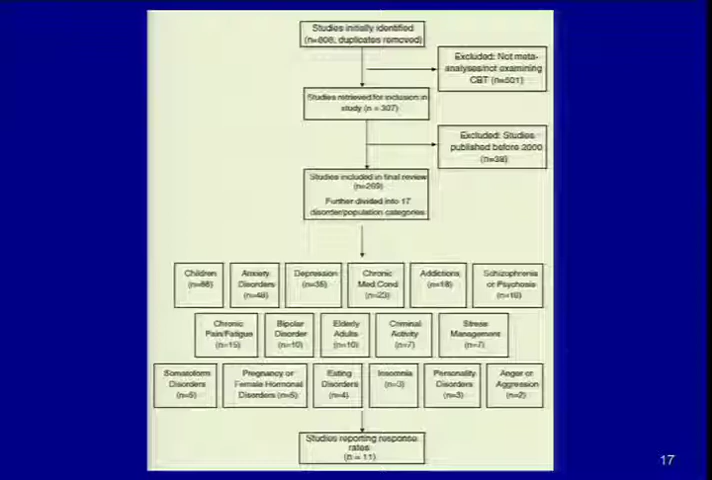 Studies initially identified
(n=808, duplicates removed)
Excluded: Not meta-
analyses/not examining
CBT (n=501)
Studies retrieved for inclusion in
study (n = 307)
Excluded: Studies
published before 2000
(n=38)
Studies included in final review
(n=269)
Further divided into 17
disorder/population categories
Children
Anxiety
Disorders
(n=48)
Depression
(n=35)
Chronic
Med Cond
(n=23)
Addictions
(n=18)
Schizophrenia
or Psychosis
Chronic
Pain/Fatigue
(n=15)
Bipolar
Disorder
(n=10)
Elderly
Adults
(n=10)
Criminal
Activity
(n=7)
Stress
Management
(n=7)
Somatoform
Disorders
(n=5)
Pregnancy or
Female Hormonal
Disorders (n=5)
Eating
Disorders
(n=4)
Insomnia
(n=3)
Personality
Disorders
(n=3)
Anger or
Aggression
(n=2)
Studies reporting response
rates
(n = 11)
17